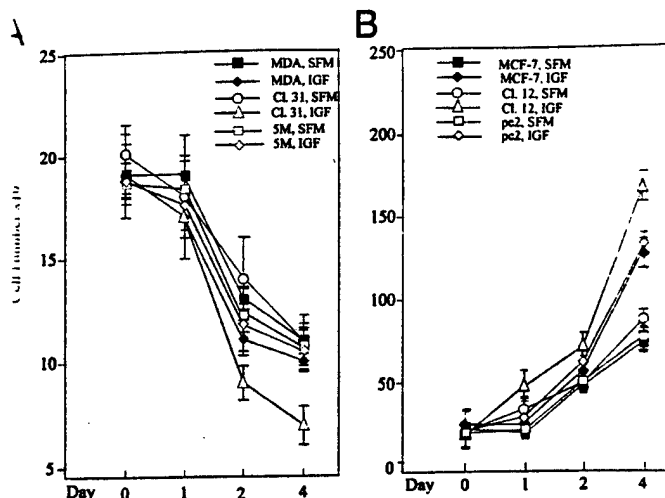 A
25
20
15
10
5
MDA, SFM
MDA, IGF
Cl. 31, SFM
Cl. 31, IGF
5M, SFM
5M, IGF
Day 0 1 2 4
B
250
200
150
100
50
0
MCF-7, SFM
MCF-7, IGF
Cl. 12, SFM
Cl. 12, IGF
pc2, SFM
pc2, IGF
Day 0 1 2 4